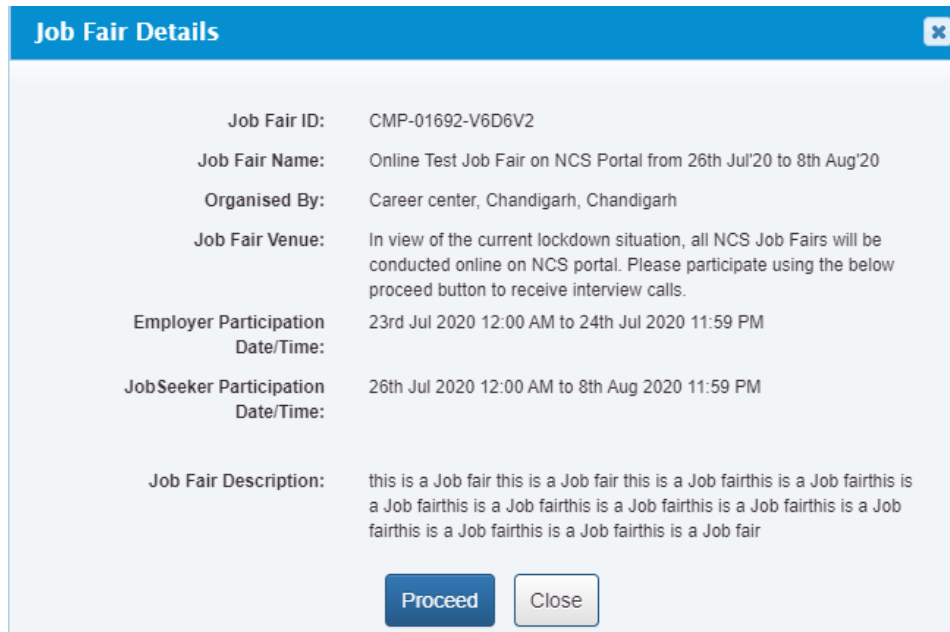 Job Fair Details
Job Fair ID: CMP-01692-V6D6V2
Job Fair Name: Online Test Job Fair on NCS Portal from 26th Jul'20 to 8th Aug'20
Organised By: Career center, Chandigarh, Chandigarh
Job Fair Venue: In view of the current lockdown situation, all NCS Job Fairs will be
conducted online on NCS portal. Please participate using the below
proceed button to receive interview calls.
Employer Participation 23rd Jul 2020 12:00 AM to 24th Jul 2020 11:59 PM
Date/Time:
JobSeeker Participation 26th Jul 2020 12:00 AM to 8th Aug 2020 11:59 PM
Date/Time:
Job Fair Description: this is a Job fair this is a Job fair this is a Job fairthis is a Job fairthis is
a Job fairthis is a Job fairthis is a Job fairthis is a Job fairthis is a Job
fairthis is a Job fairthis is a Job fairthis is a Job fair
Proceed Close